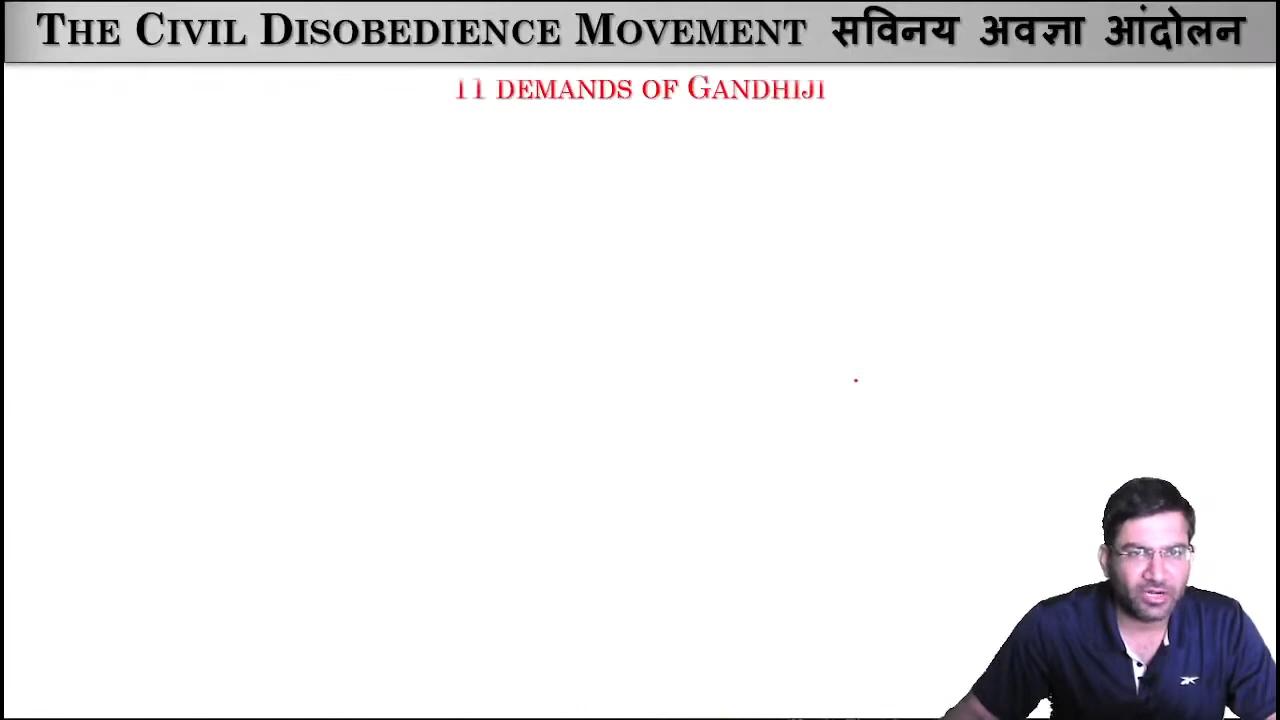 THE CIVIL DISOBEDIENCE MOVEMENT सविनय अवज्ञा आंदोलन
11 DEMANDS OF GANDHIJI